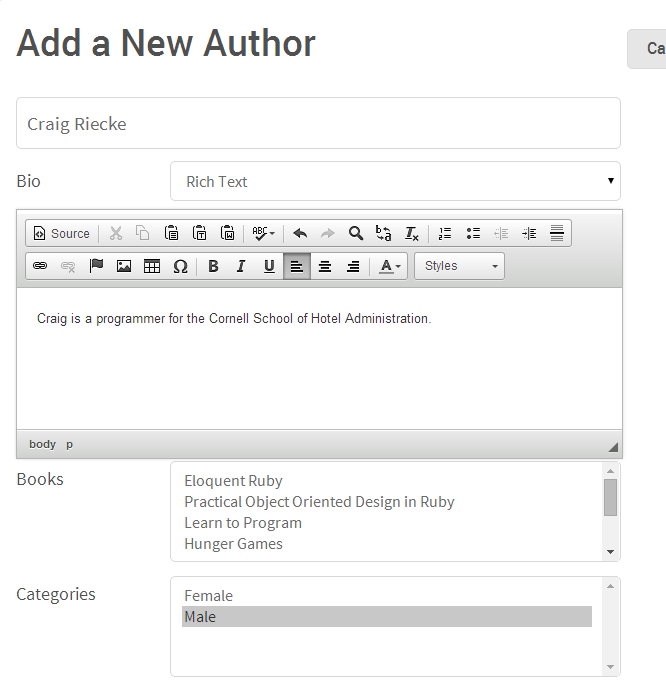 Add a New Author
Ca
Craig Riecke
Bio
Rich Text
Source
ABC
Styles
Craig is a programmer for the Cornell School of Hotel Administration.
body p
Books
Eloquent Ruby
Practical Object Oriented Design in Ruby
Learn to Program
Hunger Games
Categories
Female
Male